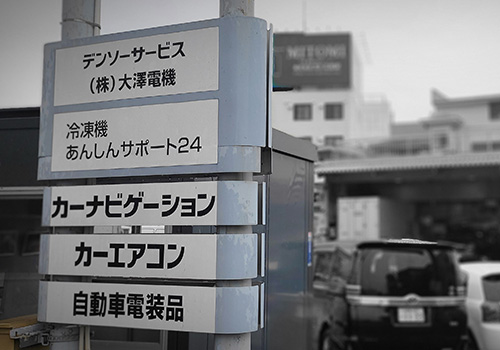 デンソーサービス
(株)大澤電機
冷凍機
あんしんサポート24
カーナビゲーション
カーエアコン
自動車電装品